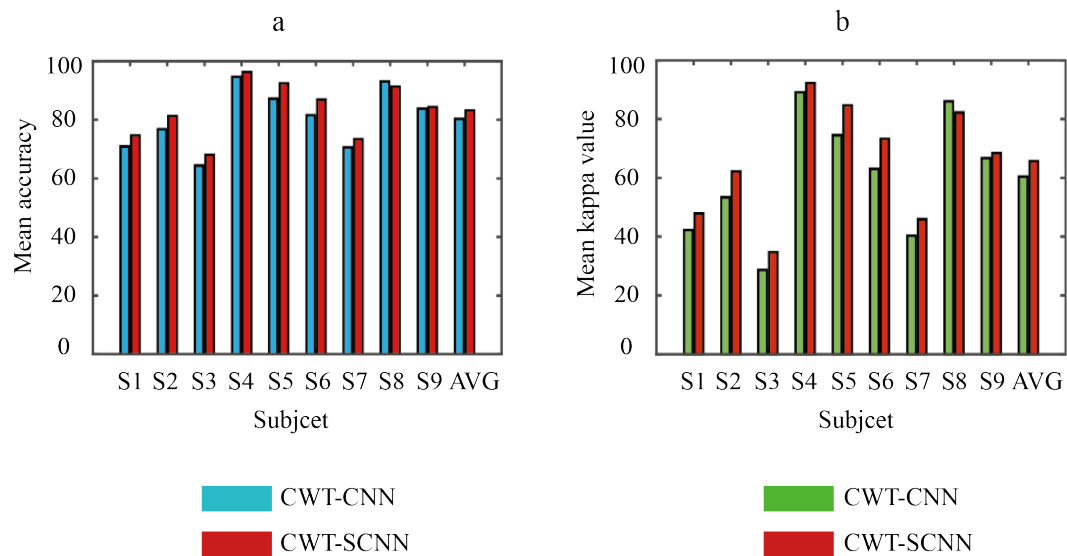 a
100
80
60
40
20
0
Mean accuracy
S1 S2 S3 S4 S5 S6 S7 S8 S9 AVG
Subjcet
CWT-CNN
CWT-SCNN
b
100
80
60
40
20
0
Mean kappa value
S1 S2 S3 S4 S5 S6 S7 S8 S9 AVG
Subjcet
CWT-CNN
CWT-SCNN